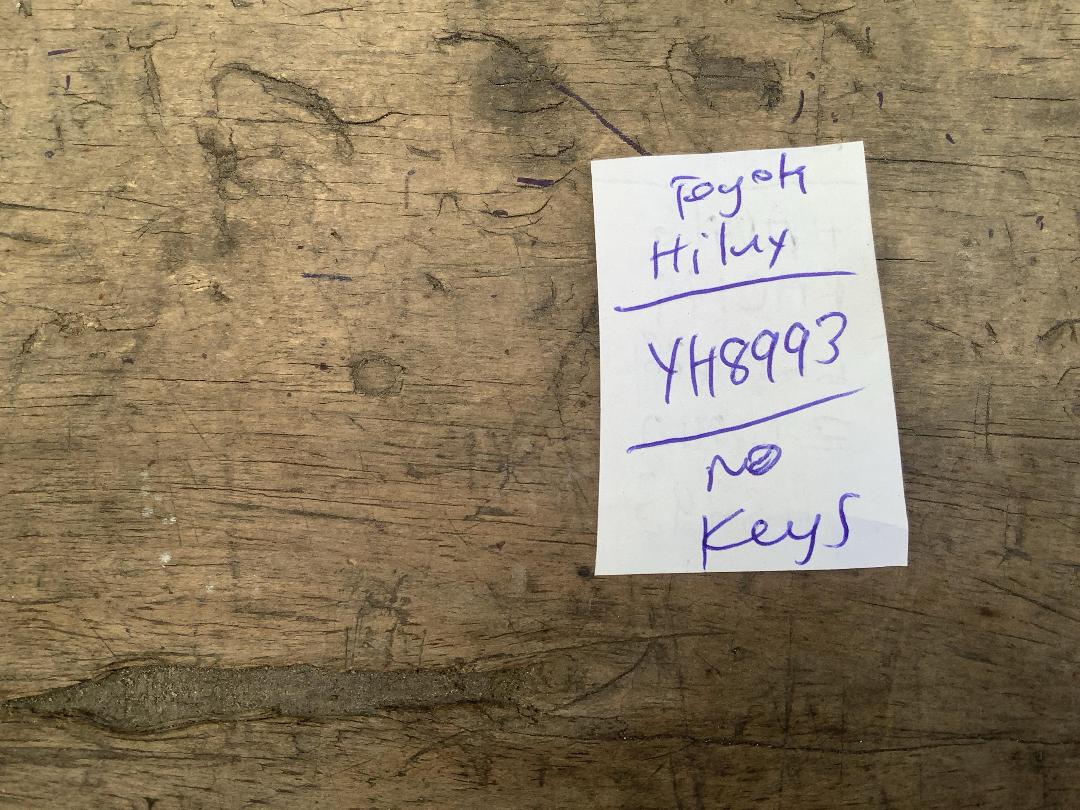 Toyota
Hilux
YH8993
NO
Keys